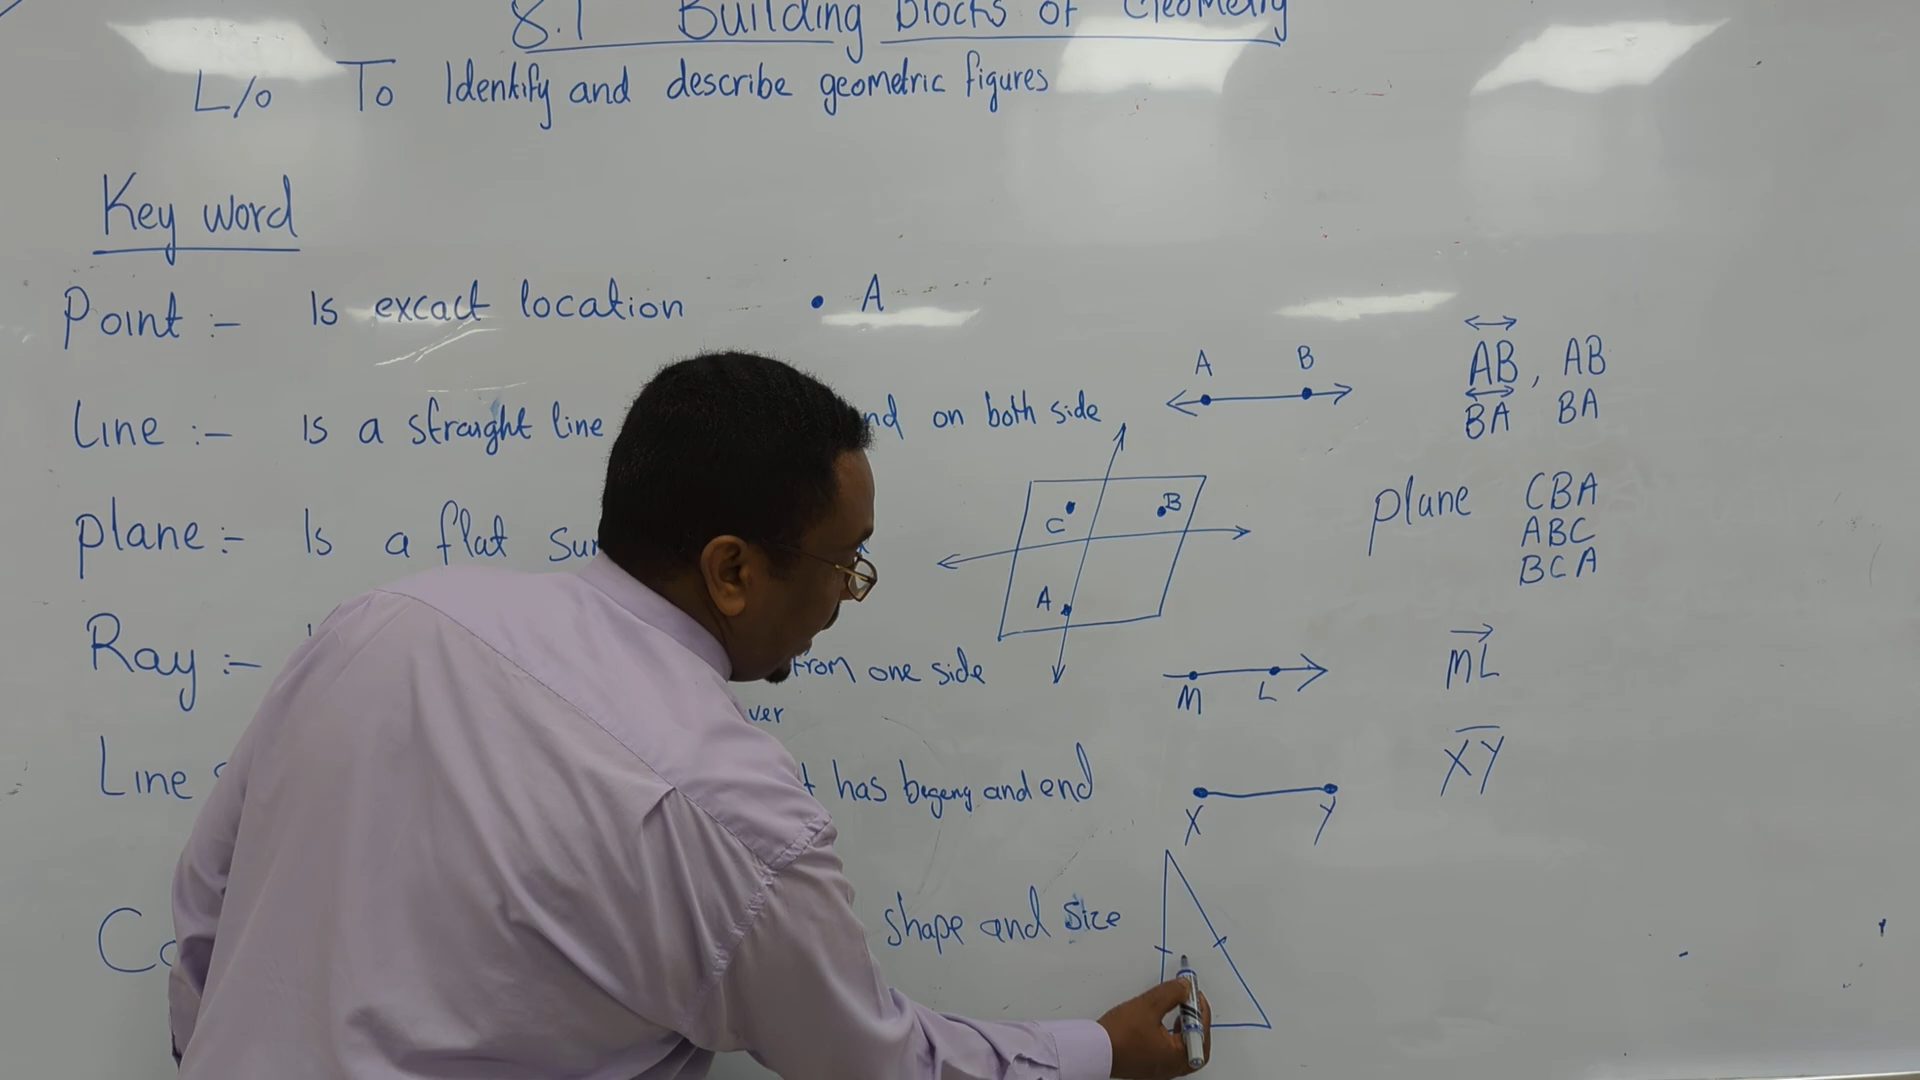 8.1 Building blocks of Geometry
L/o To Identify and describe geometric figures
Key word
Point :- Is excact location • A
Line :- Is a straight line nd on both side
A B
AB, AB
BA BA
plane :- Is a flat sur
C B
A
plane CBA
ABC
BCA
Ray :- from one side
ver
M L
ML
Line t has begeng and end
X Y
XY
Co shape and size